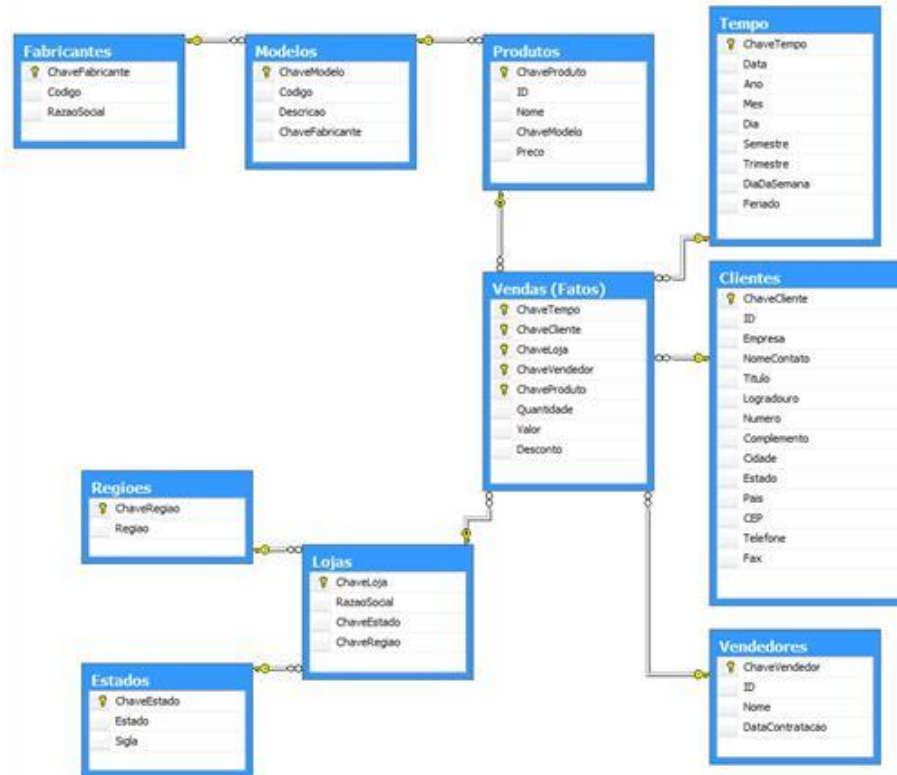 Fabricantes
ChaveFabricante
Codigo
RazaoSocial
Modelos
ChaveModelo
Codigo
Descricao
ChaveFabricante
Produtos
ChaveProduto
ID
Nome
ChaveModelo
Preco
Tempo
ChaveTempo
Data
Ano
Mes
Dia
Semestre
Trimestre
DiaDaSemana
Feriado
Vendas (Fatos)
ChaveTempo
ChaveCliente
ChaveLoja
ChaveVendedor
ChaveProduto
Quantidade
Valor
Desconto
Clientes
ChaveCliente
ID
Empresa
NomeContato
Titulo
Logradouro
Numero
Complemento
Cidade
Estado
Pais
CEP
Telefone
Fax
Regioes
ChaveRegiao
Regiao
Lojas
ChaveLoja
RazaoSocial
ChaveEstado
ChaveRegiao
Estados
ChaveEstado
Estado
Sigla
Vendedores
ChaveVendedor
ID
Nome
DataContratacao